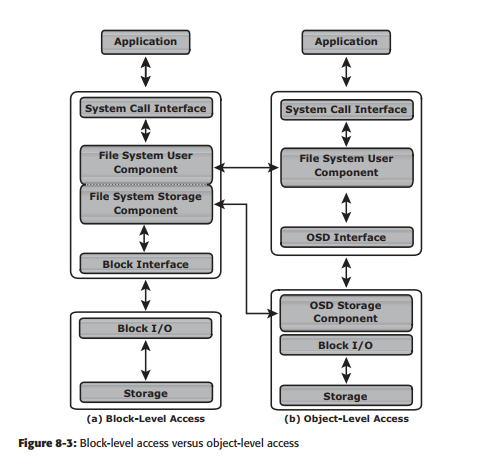 Application
System Call Interface
File System User
Component
File System Storage
Component
Block Interface
Block I/O
Storage
(a) Block-Level Access
Application
System Call Interface
File System User
Component
OSD Interface
OSD Storage
Component
Block I/O
Storage
(b) Object-Level Access
Figure 8-3: Block-level access versus object-level access